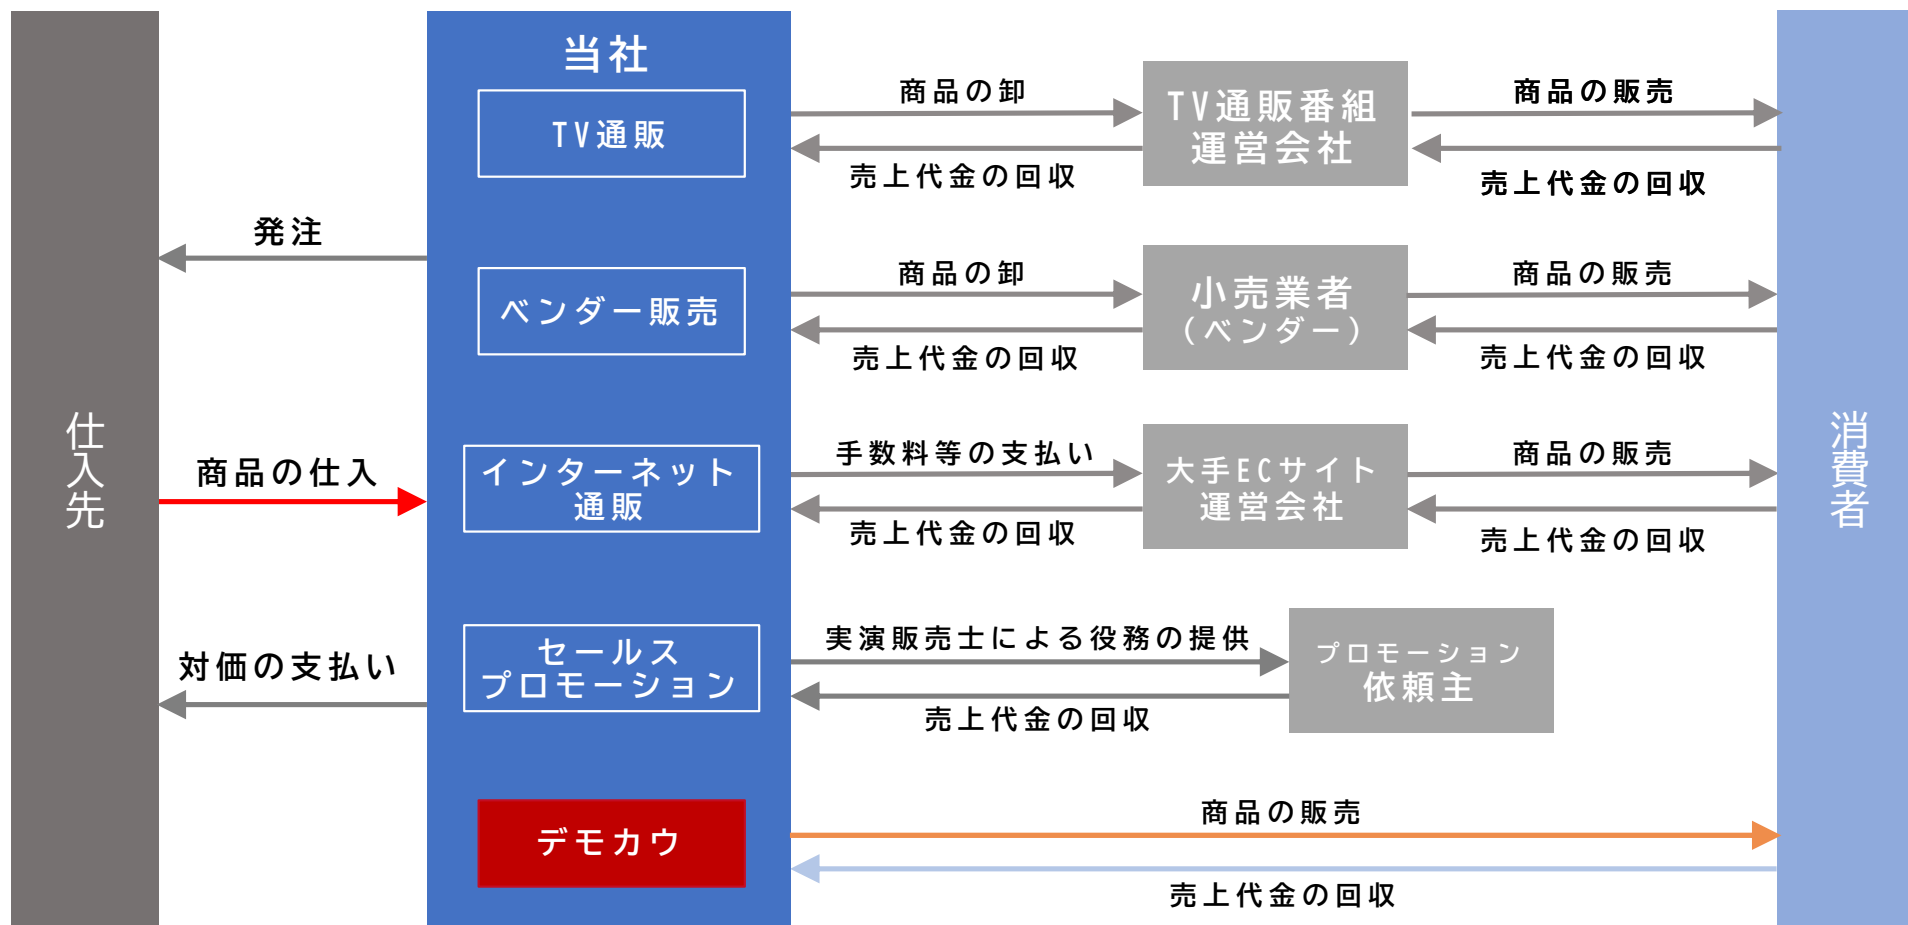 仕入先
発注
商品の仕入
対価の支払い
当社
TV通販
ベンダー販売
インターネット
通販
セールス
プロモーション
デモカウ
商品の卸
売上代金の回収
TV通販番組
運営会社
商品の販売
売上代金の回収
商品の卸
売上代金の回収
小売業者
（ベンダー）
商品の販売
売上代金の回収
手数料等の支払い
売上代金の回収
大手ECサイト
運営会社
商品の販売
売上代金の回収
実演販売士による役務の提供
売上代金の回収
プロモーション
依頼主
商品の販売
売上代金の回収
消費者